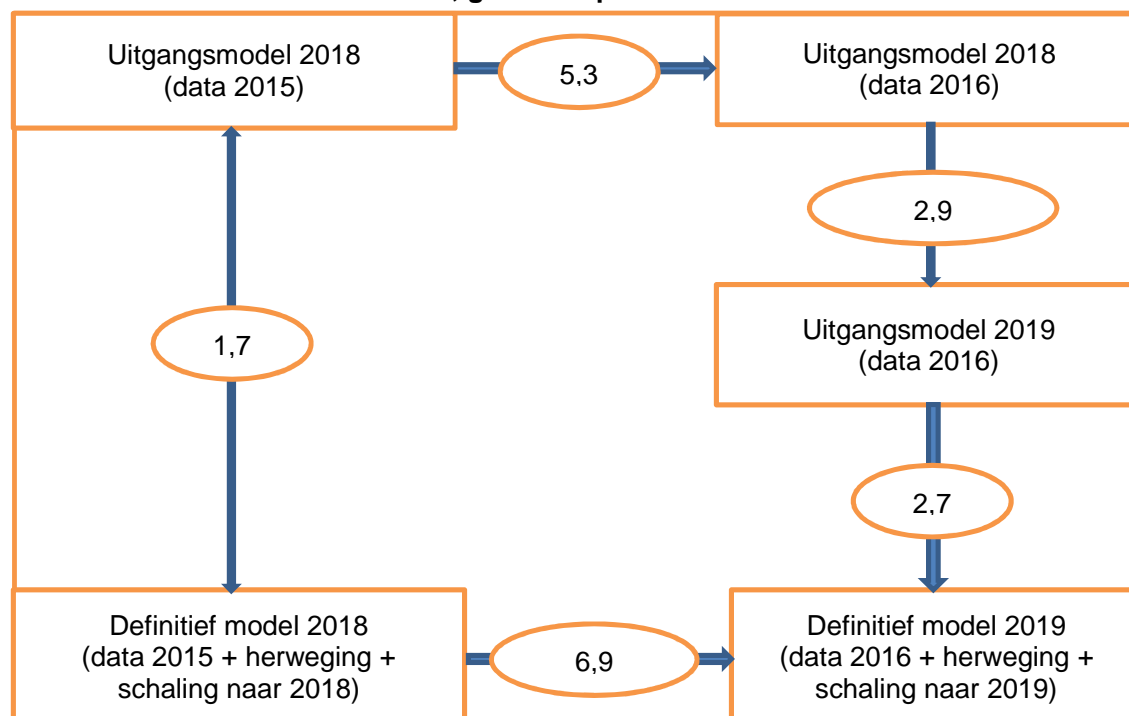 Uitgangsmodel 2018
(data 2015)
5,3
Uitgangsmodel 2018
(data 2016)
2,9
Uitgangsmodel 2019
(data 2016)
1,7
2,7
Definitief model 2018
(data 2015 + herweging +
schaling naar 2018)
6,9
Definitief model 2019
(data 2016 + herweging +
schaling naar 2019)